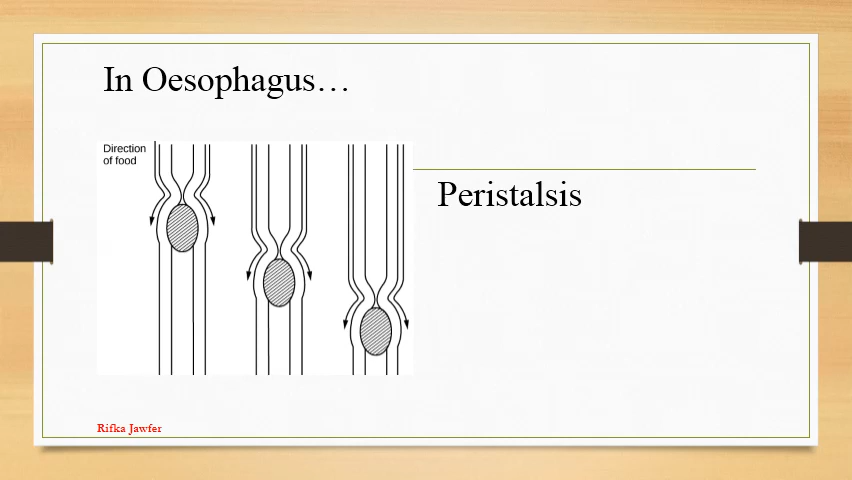 In Oesophagus…
Direction
of food
Peristalsis
Rifka Jawfer